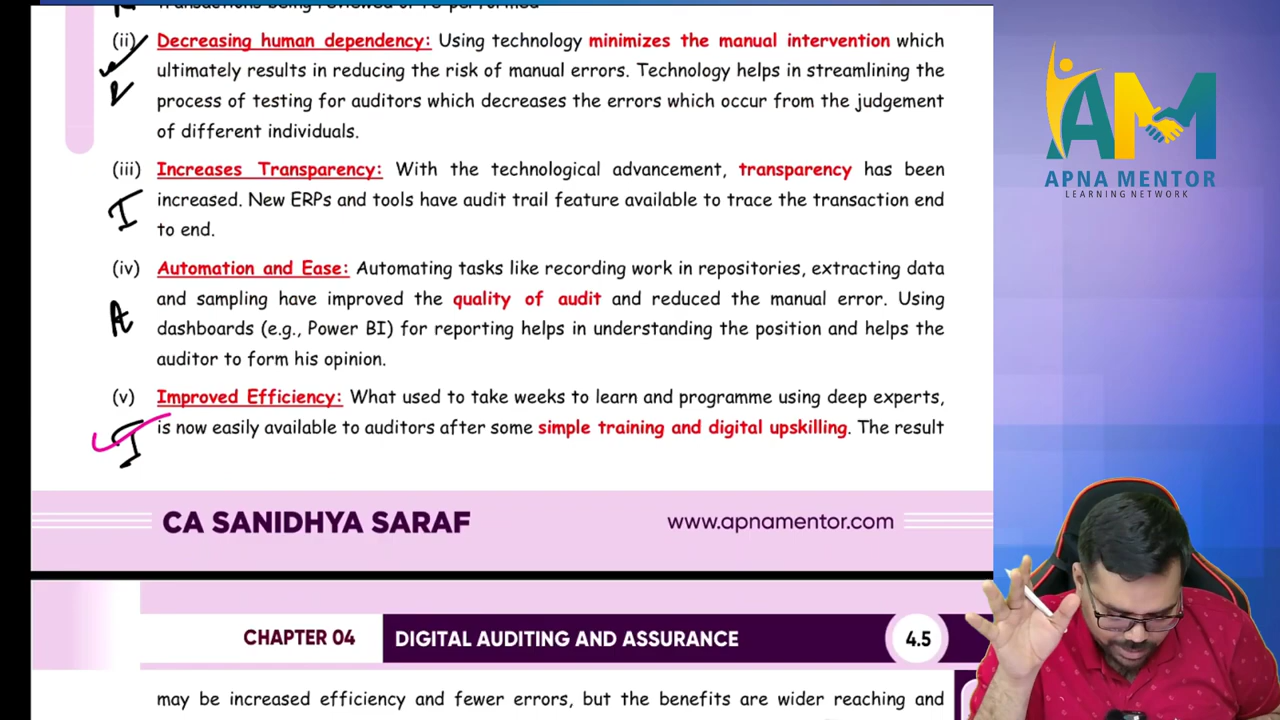 transactions being reviewed or re-performed
(ii) Decreasing human dependency: Using technology minimizes the manual intervention which
ultimately results in reducing the risk of manual errors. Technology helps in streamlining the
process of testing for auditors which decreases the errors which occur from the judgement
of different individuals.
(iii) Increases Transparency: With the technological advancement, transparency has been
I increased. New ERPs and tools have audit trail feature available to trace the transaction end
to end.
(iv) Automation and Ease: Automating tasks like recording work in repositories, extracting data
A and sampling have improved the quality of audit and reduced the manual error. Using
dashboards (e.g., Power BI) for reporting helps in understanding the position and helps the
auditor to form his opinion.
(v) Improved Efficiency: What used to take weeks to learn and programme using deep experts,
I is now easily available to auditors after some simple training and digital upskilling. The result
CA SANIDHYA SARAF www.apnamentor.com
CHAPTER 04 DIGITAL AUDITING AND ASSURANCE 4.5
may be increased efficiency and fewer errors, but the benefits are wider reaching and
AM
APNA MENTOR
LEARNING NETWORK